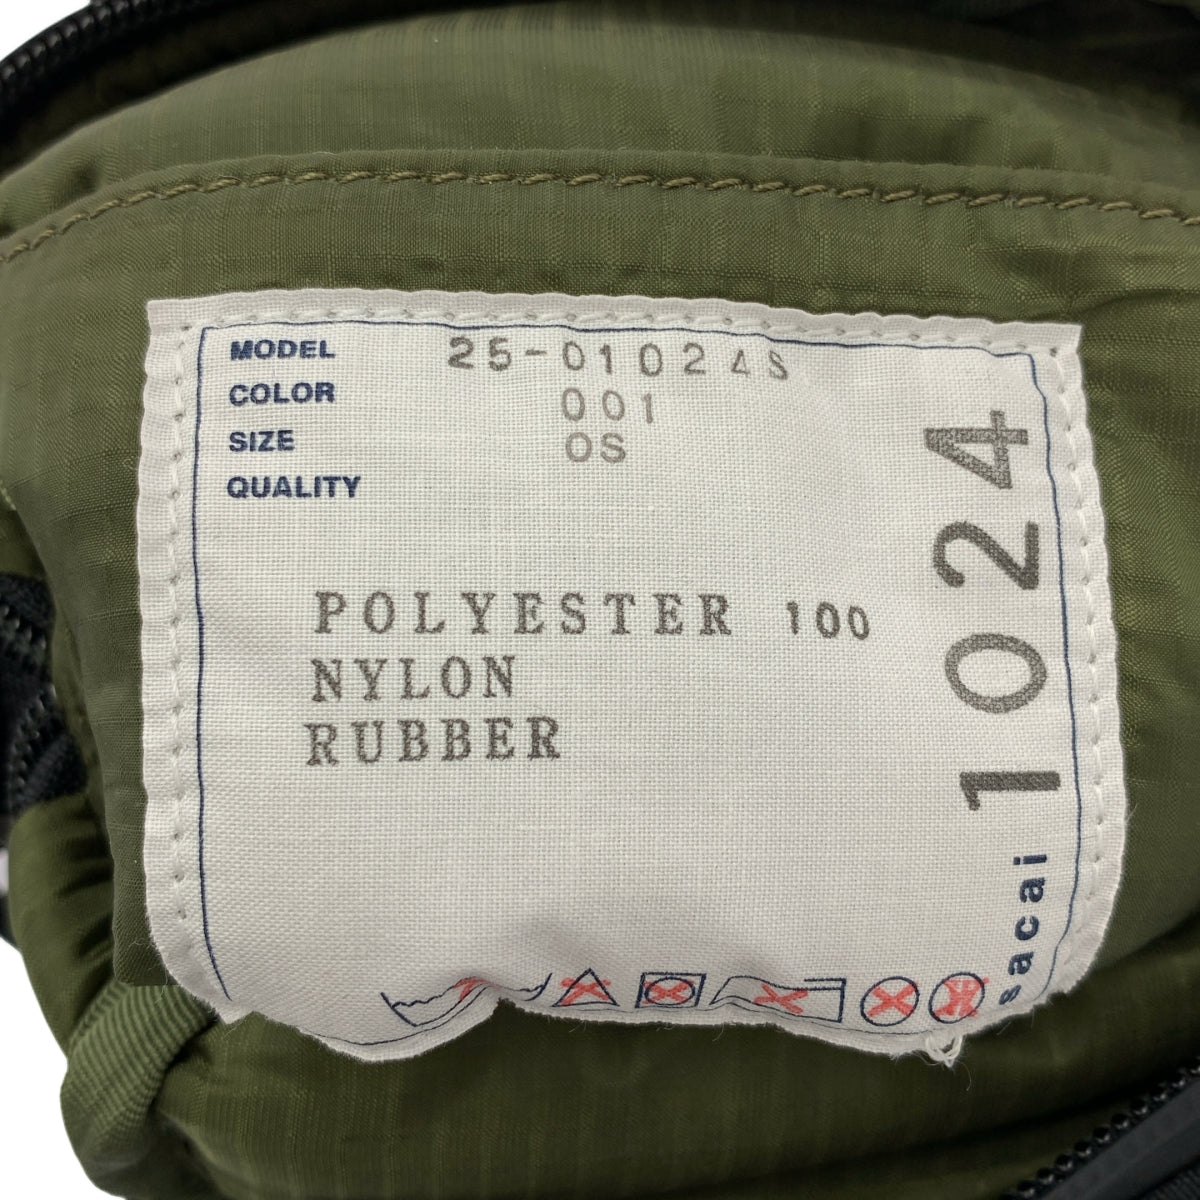 MODEL 25-01024S
COLOR 001
SIZE OS
QUALITY
POLYESTER 100
NYLON
RUBBER
sacai 1024